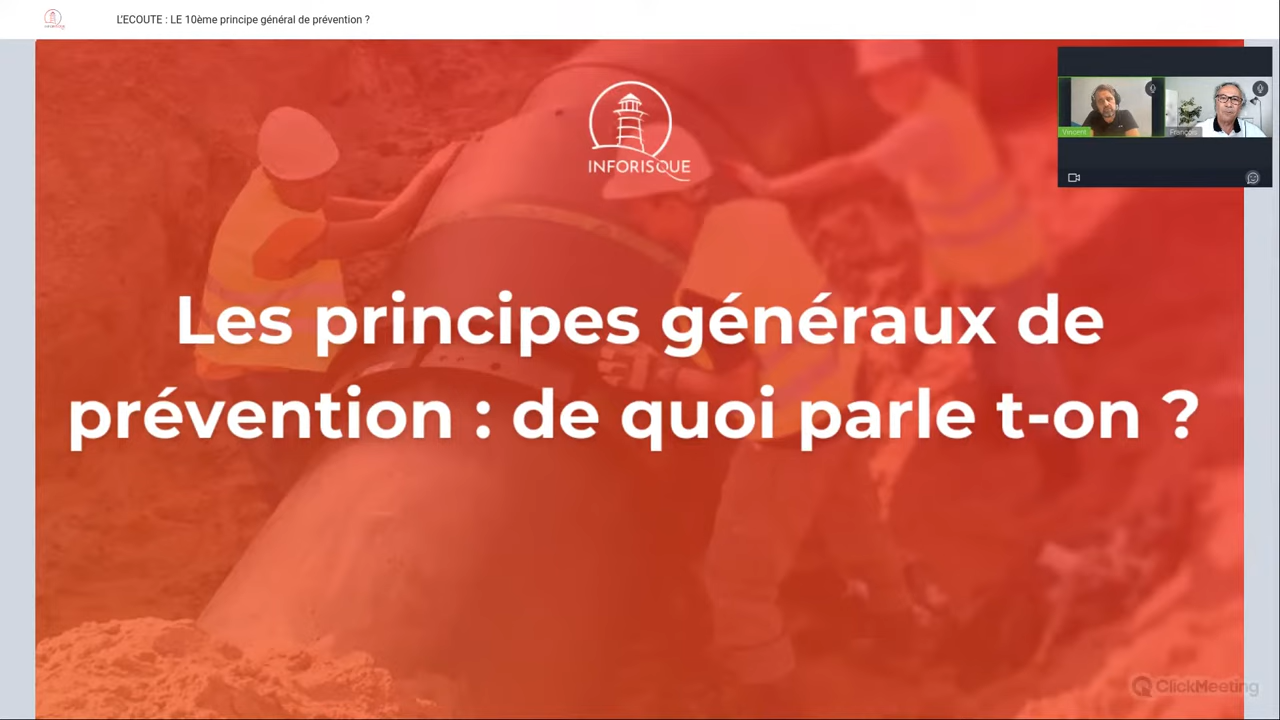 L'ECOUTE : LE 10ème principe général de prévention ?
INFORISQUE
Vincent
François
Les principes généraux de
prévention : de quoi parle t-on ?
ClickMeeting